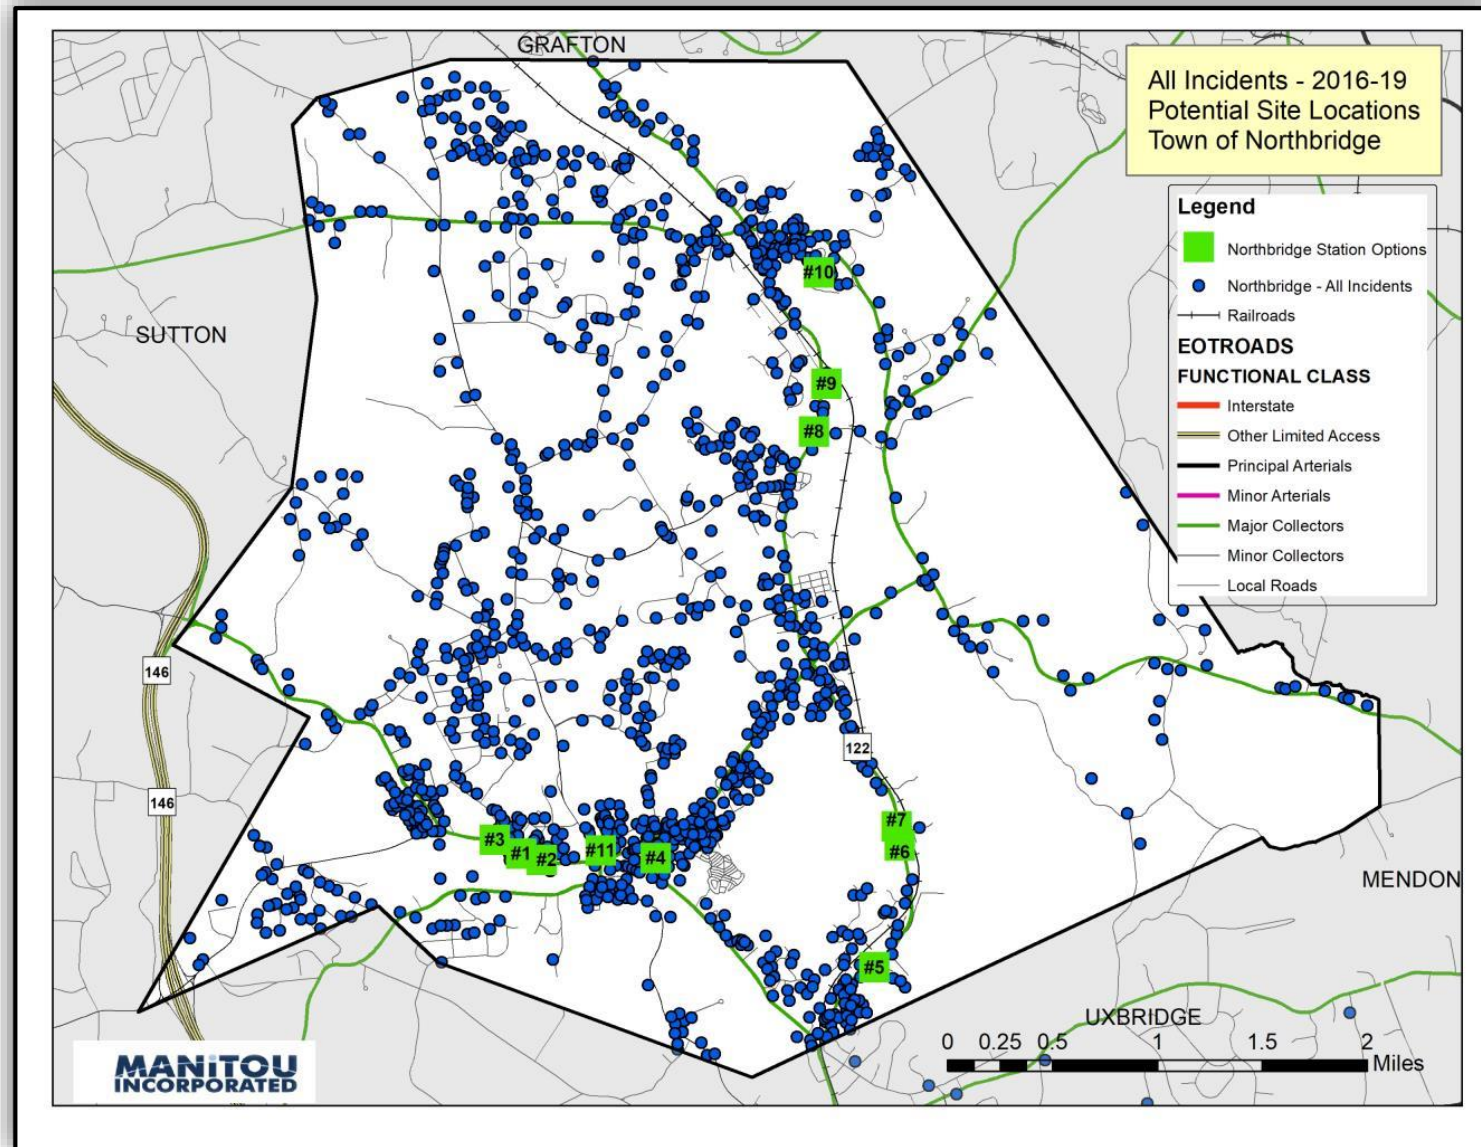 GRAFTON
All Incidents - 2016-19
Potential Site Locations
Town of Northbridge
Legend
Northbridge Station Options
Northbridge - All Incidents
Railroads
EOTROADS
FUNCTIONAL CLASS
Interstate
Other Limited Access
Principal Arterials
Minor Arterials
Major Collectors
Minor Collectors
Local Roads
SUTTON
#10
#9
#8
146
122
146
#7
#3
#1
#2
#11
#4
#6
MENDON
#5
UXBRIDGE
0 0.25 0.5 1 1.5 2
Miles
MANiTOU
INCORPORATED